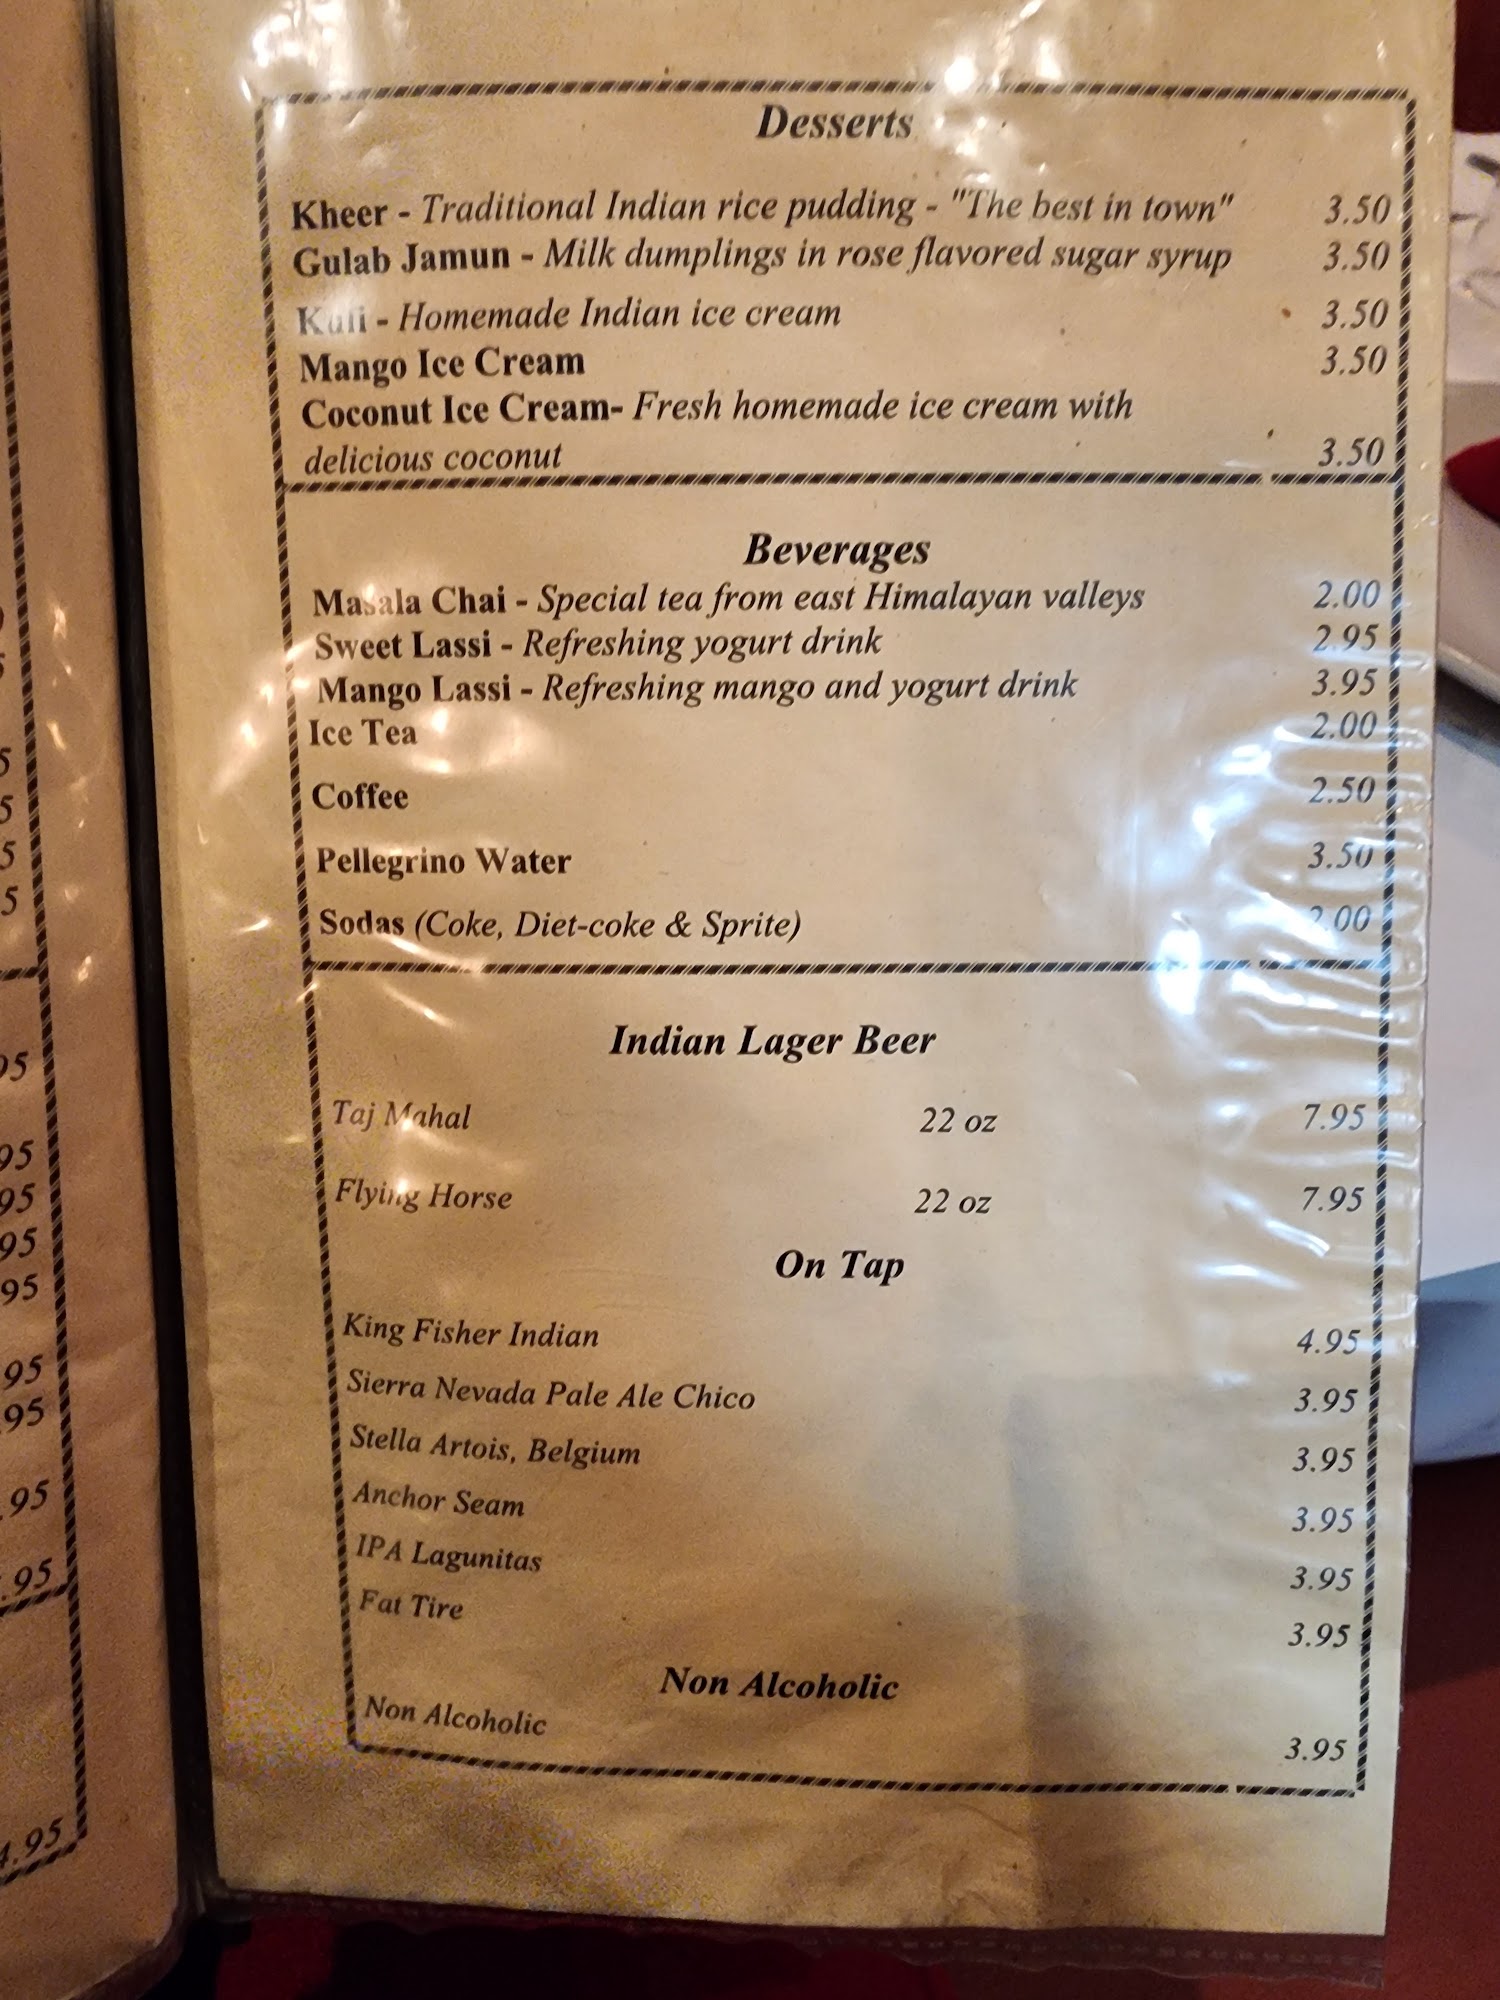 Desserts
Kheer - Traditional Indian rice pudding - "The best in town" 3.50
Gulab Jamun - Milk dumplings in rose flavored sugar syrup 3.50
Kulfi - Homemade Indian ice cream 3.50
Mango Ice Cream 3.50
Coconut Ice Cream- Fresh homemade ice cream with
delicious coconut 3.50
Beverages
Masala Chai - Special tea from east Himalayan valleys 2.00
Sweet Lassi - Refreshing yogurt drink 2.95
Mango Lassi - Refreshing mango and yogurt drink 3.95
Ice Tea 2.00
Coffee 2.50
Pellegrino Water 3.50
Sodas (Coke, Diet-coke & Sprite) 2.00
Indian Lager Beer
Taj Mahal 22 oz 7.95
Flying Horse 22 oz 7.95
On Tap
King Fisher Indian 4.95
Sierra Nevada Pale Ale Chico 3.95
Stella Artois, Belgium 3.95
Anchor Seam 3.95
IPA Lagunitas 3.95
Fat Tire 3.95
Non Alcoholic
Non Alcoholic 3.95